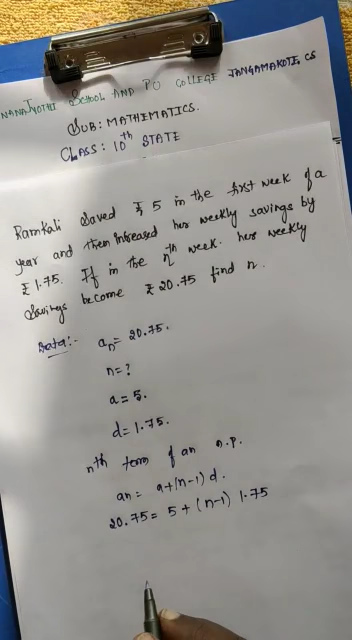 NANAJYOTHI SCHOOL AND PU COLLEGE JANGAMAKOTE, CS
SUB: MATHEMATICS.
CLASS: 10th STATE
Ramkali saved ₹ 5 in the first week of a
year and then increased her weekly savings by
₹ 1.75. If in the nth week. her weekly
Savings become ₹ 20.75 find n.
Data:- an = 20.75.
n = ?
a = 5.
d = 1.75.
nth term of an A.P.
an = a+(n-1) d.
20.75 = 5 + (n-1) 1.75